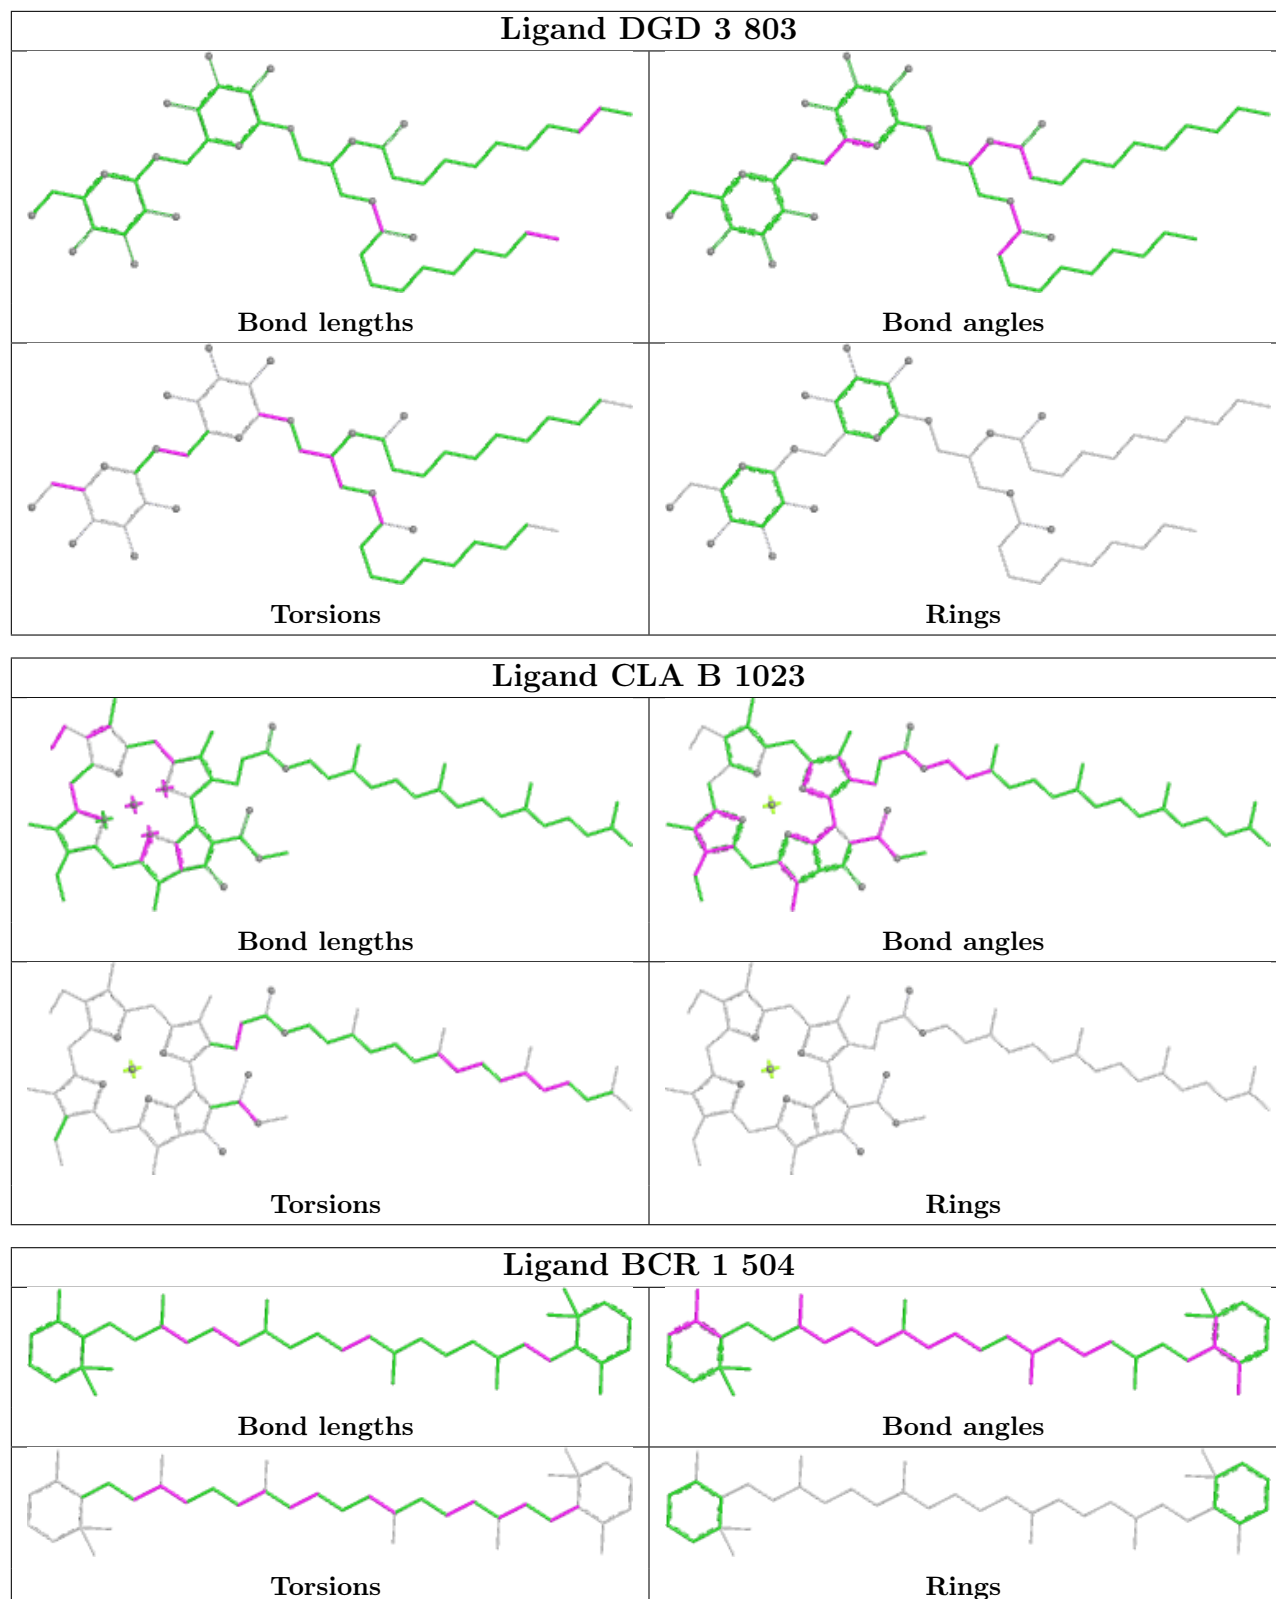 Ligand DGD 3 803
Bond lengths
Bond angles
Torsions
Rings
Ligand CLA B 1023
Bond lengths
Bond angles
Torsions
Rings
Ligand BCR 1 504
Bond lengths
Bond angles
Torsions
Rings